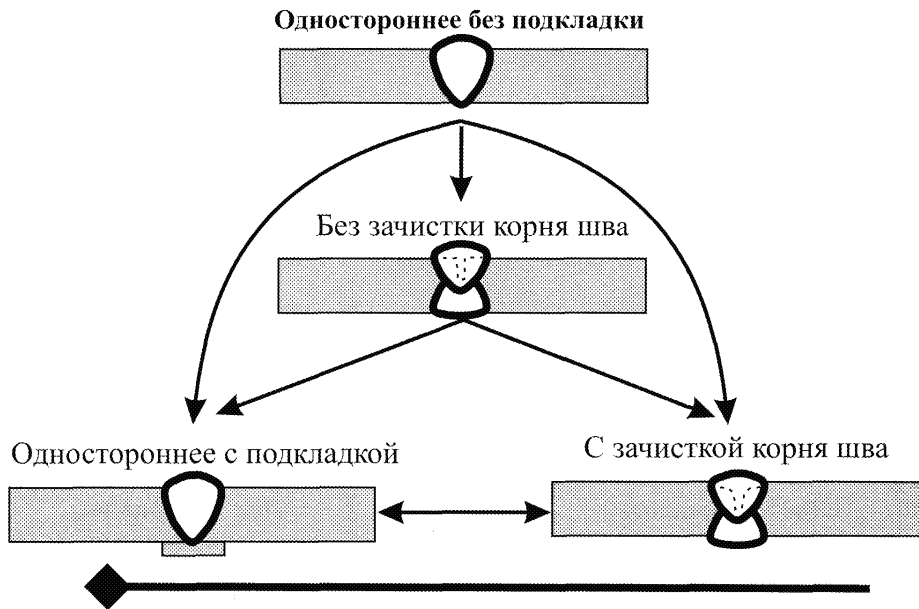 Одностороннее без подкладки
Без зачистки корня шва
Одностороннее с подкладкой
С зачисткой корня шва